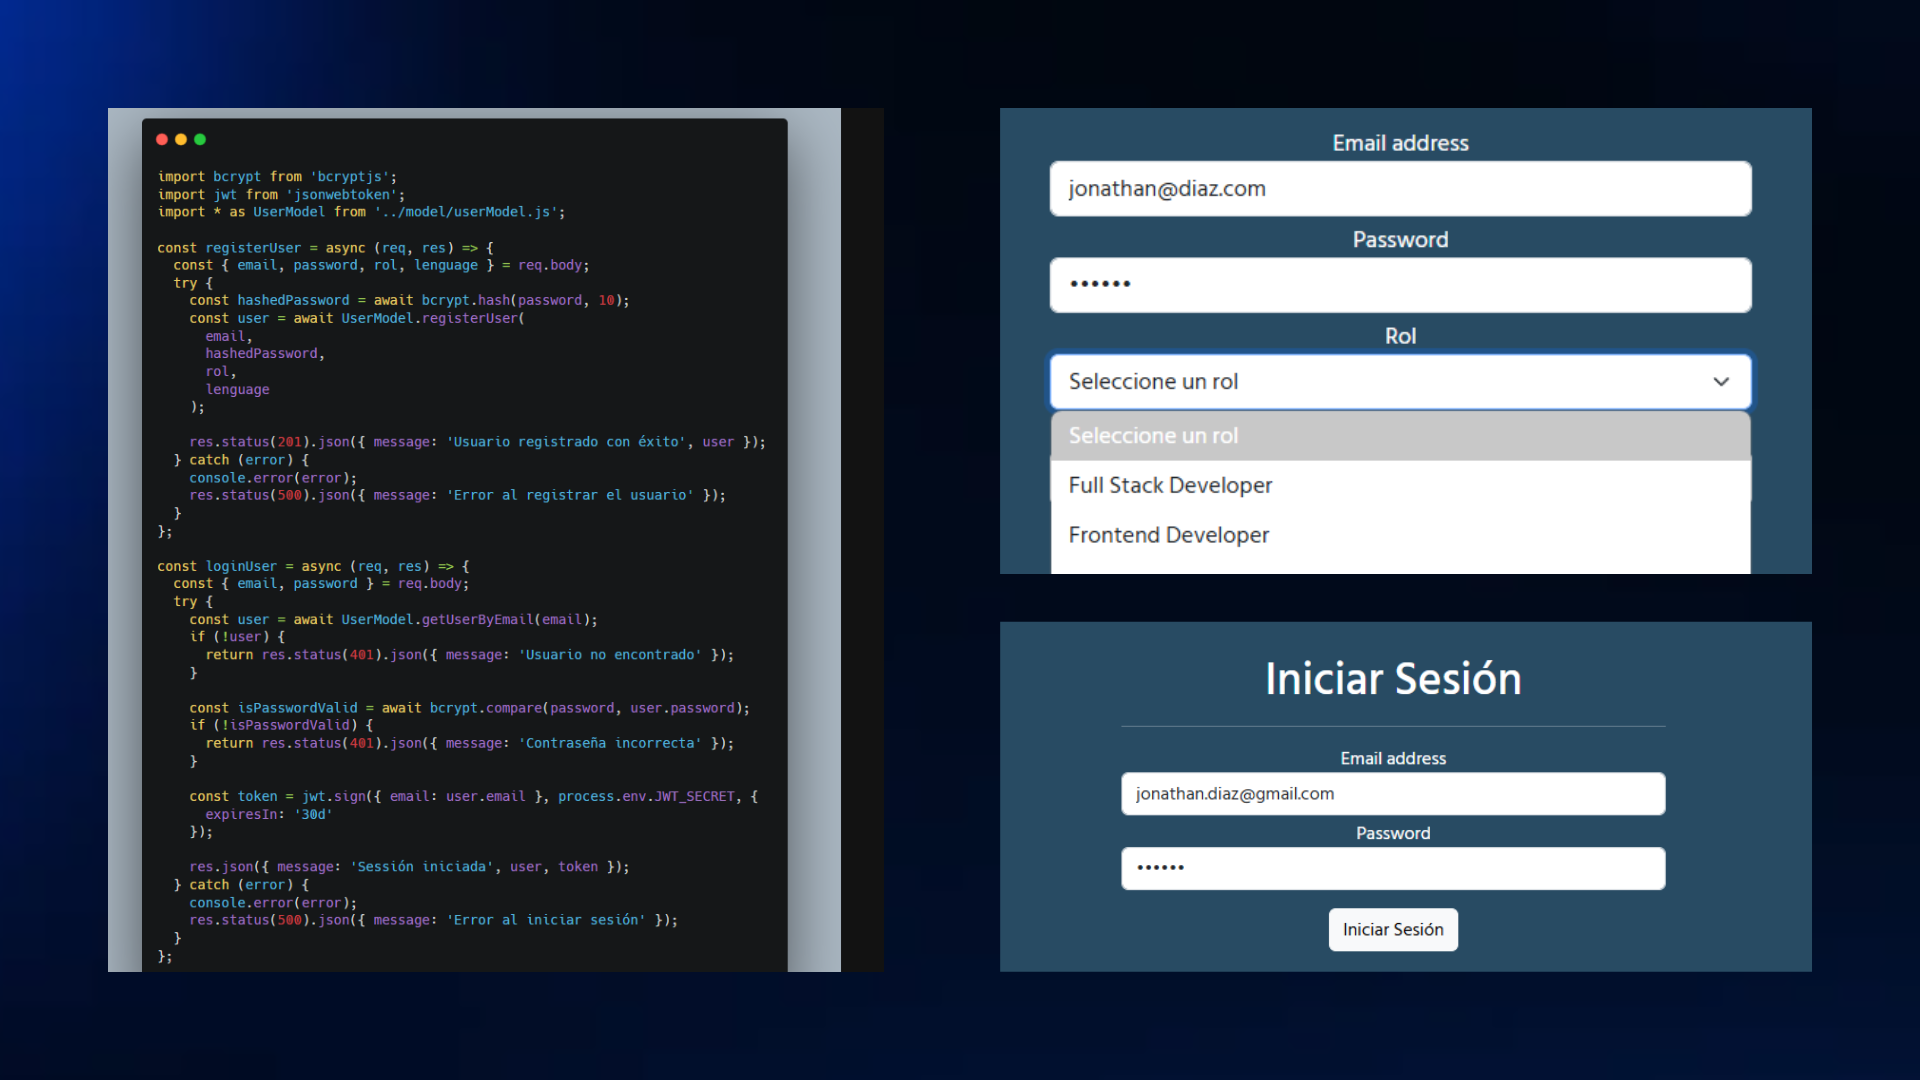 import bcrypt from 'bcryptjs';
import jwt from 'jsonwebtoken';
import * as UserModel from '../model/userModel.js';

const registerUser = async (req, res) => {
  const { email, password, rol, lenguage } = req.body;
  try {
    const hashedPassword = await bcrypt.hash(password, 10);
    const user = await UserModel.registerUser(
      email,
      hashedPassword,
      rol,
      lenguage
    );

    res.status(201).json({ message: 'Usuario registrado con éxito', user });
  } catch (error) {
    console.error(error);
    res.status(500).json({ message: 'Error al registrar el usuario' });
  }
};

const loginUser = async (req, res) => {
  const { email, password } = req.body;
  try {
    const user = await UserModel.getUserByEmail(email);
    if (!user) {
      return res.status(401).json({ message: 'Usuario no encontrado' });
    }

    const isPasswordValid = await bcrypt.compare(password, user.password);
    if (!isPasswordValid) {
      return res.status(401).json({ message: 'Contraseña incorrecta' });
    }

    const token = jwt.sign({ email: user.email }, process.env.JWT_SECRET, {
      expiresIn: '30d'
    });

    res.json({ message: 'Sessión iniciada', user, token });
  } catch (error) {
    console.error(error);
    res.status(500).json({ message: 'Error al iniciar sesión' });
  }
};
Email address
jonathan@diaz.com
Password
••••••
Rol
Seleccione un rol
Seleccione un rol
Full Stack Developer
Frontend Developer
Iniciar Sesión
Email address
jonathan.diaz@gmail.com
Password
••••••
Iniciar Sesión